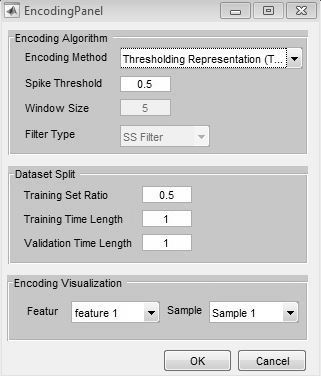 EncodingPanel
Encoding Algorithm
Encoding Method Thresholding Representation (T...
Spike Threshold 0.5
Window Size 5
Filter Type SS Filter
Dataset Split
Training Set Ratio 0.5
Training Time Length 1
Validation Time Length 1
Encoding Visualization
Featur feature 1 Sample Sample 1
OK Cancel